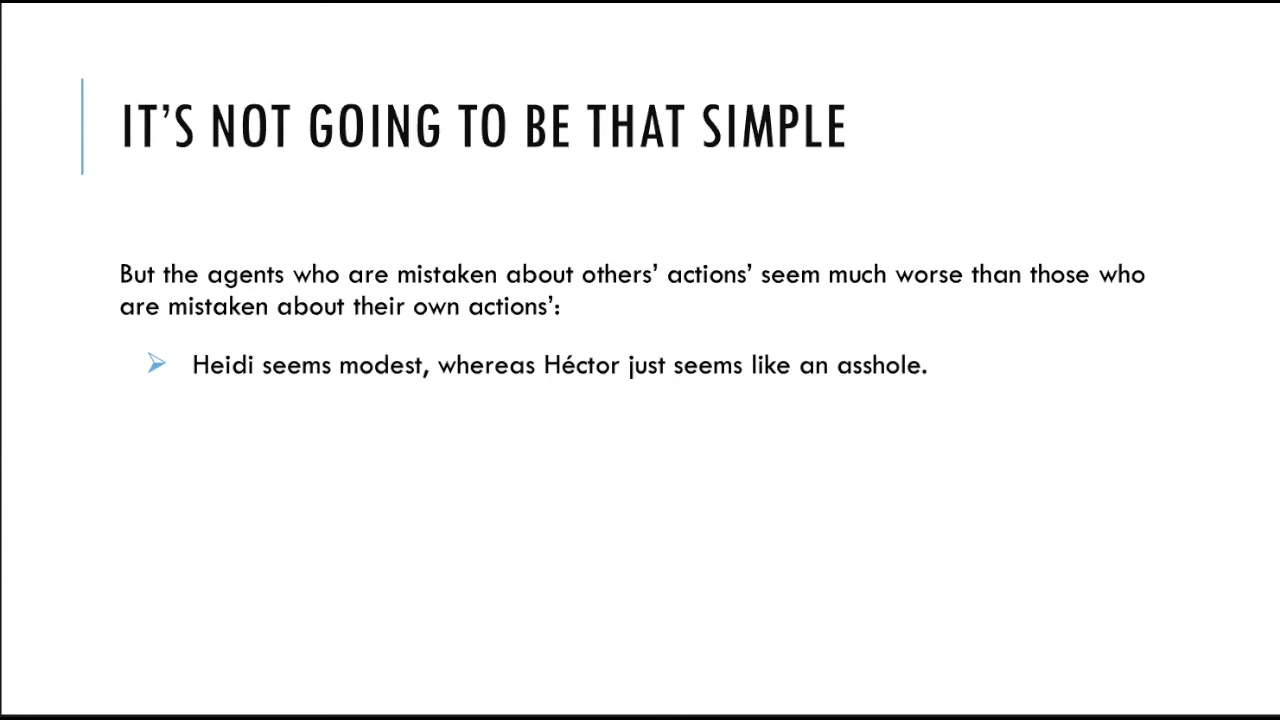 IT’S NOT GOING TO BE THAT SIMPLE
But the agents who are mistaken about others’ actions’ seem much worse than those who
are mistaken about their own actions’:
Heidi seems modest, whereas Héctor just seems like an asshole.